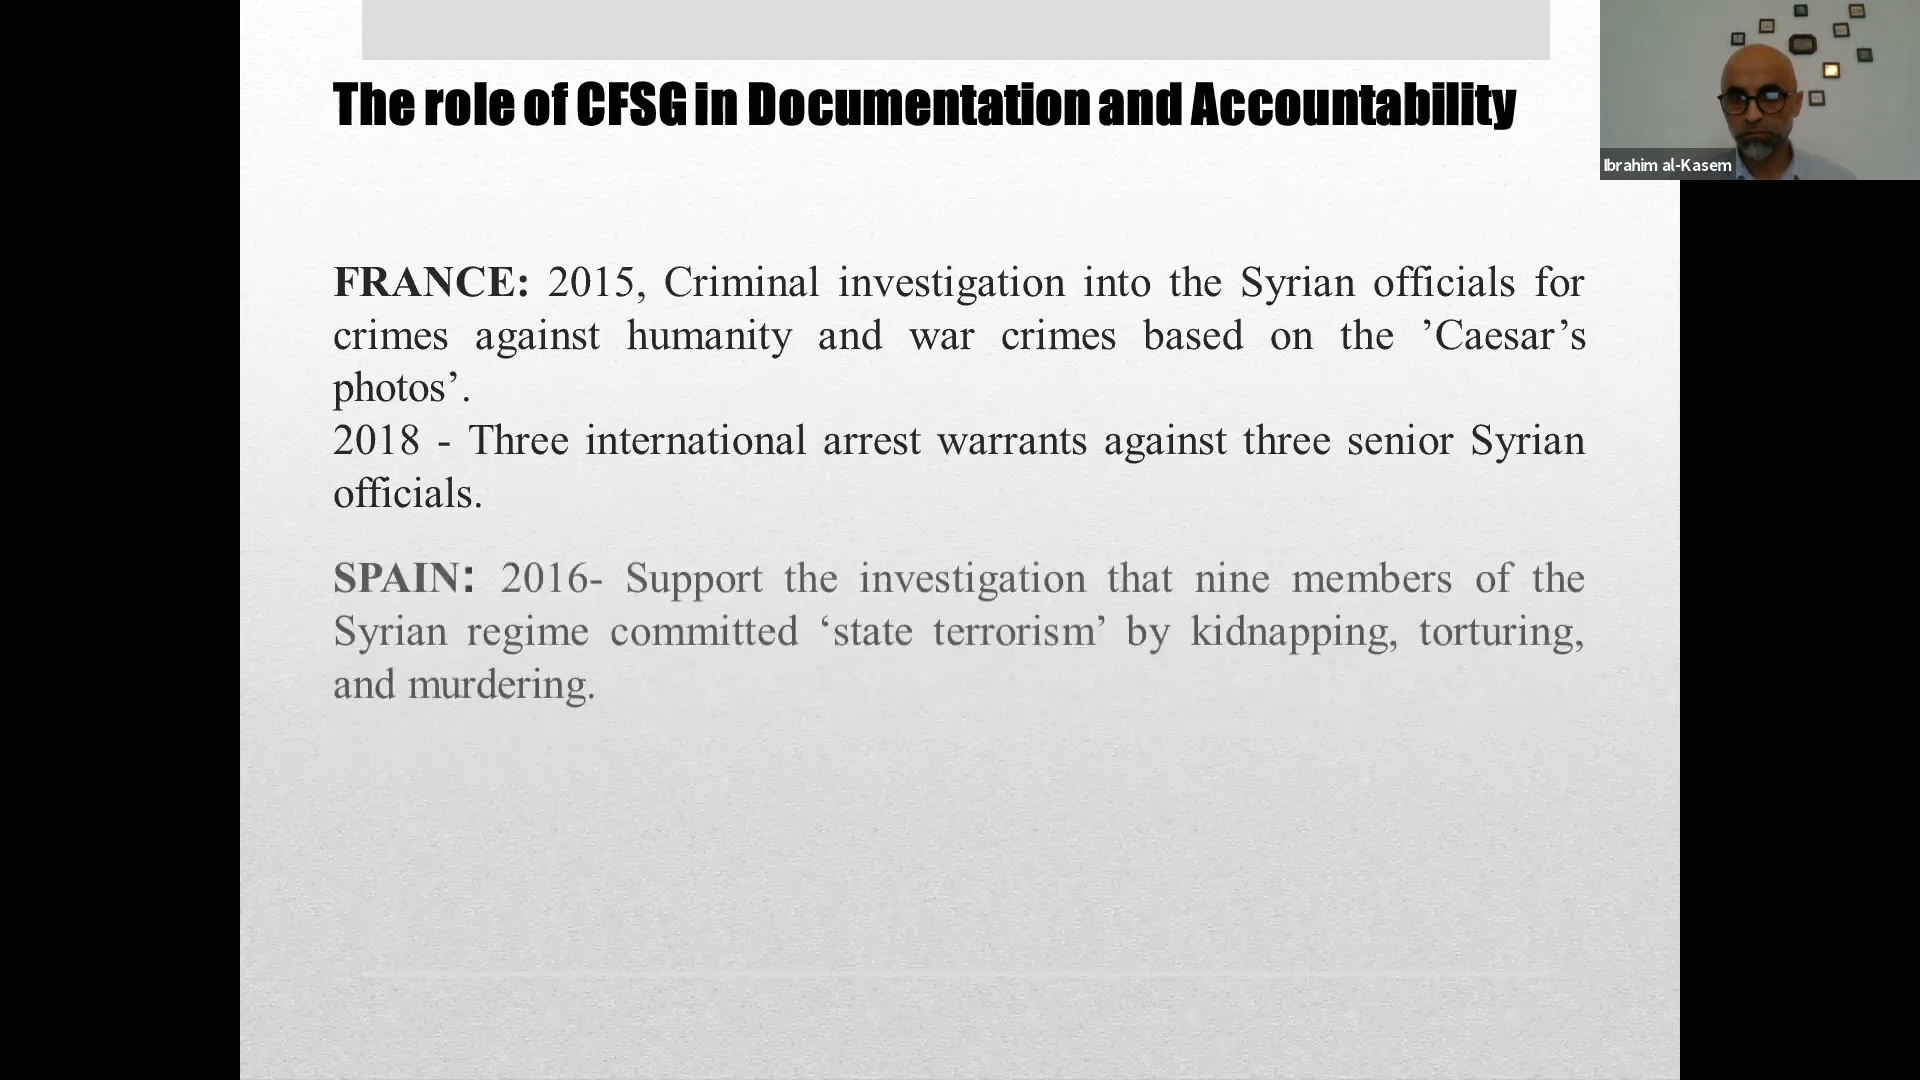 The role of CFSG in Documentation and Accountability
Ibrahim al-Kasem
FRANCE: 2015, Criminal investigation into the Syrian officials for
crimes against humanity and war crimes based on the ’Caesar’s
photos’.
2018 - Three international arrest warrants against three senior Syrian
officials.
SPAIN: 2016- Support the investigation that nine members of the
Syrian regime committed ‘state terrorism’ by kidnapping, torturing,
and murdering.